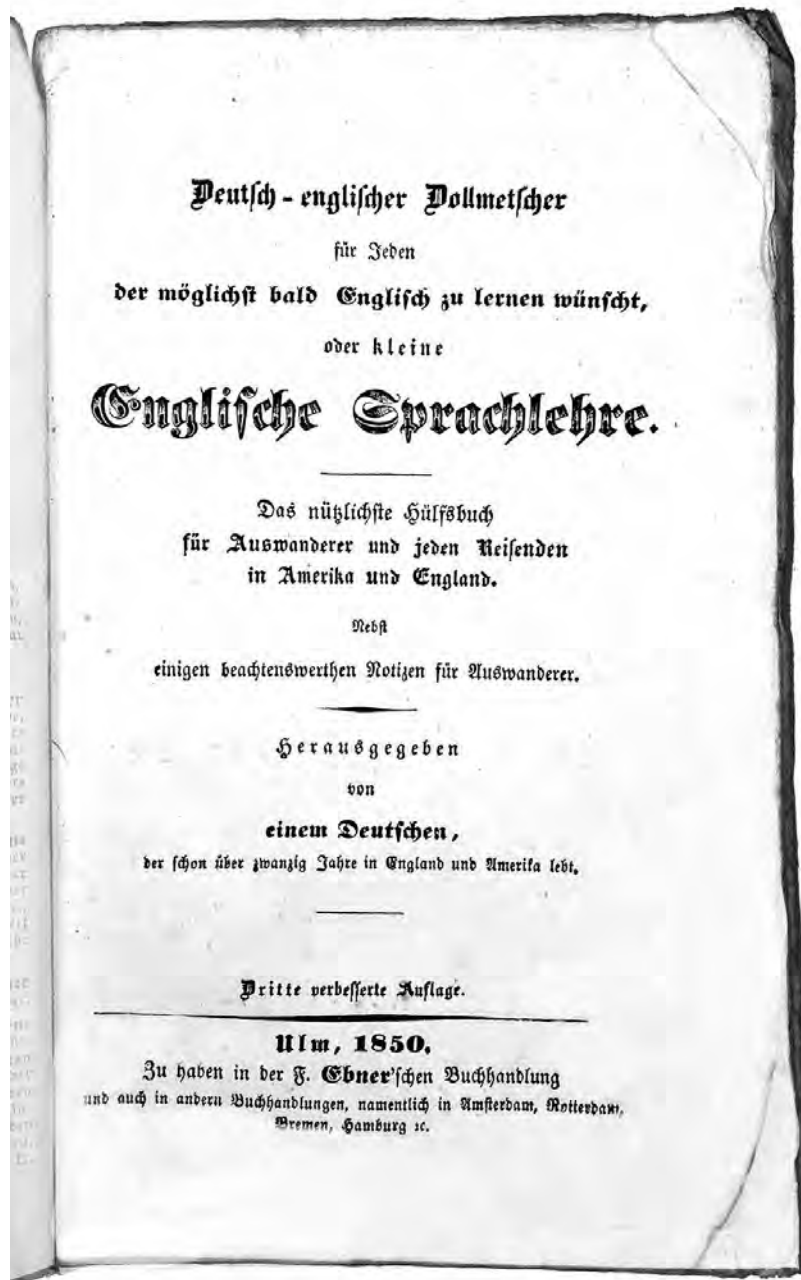 Deutsch - englischer Dollmetscher
für Jeden
der möglichst bald Englisch zu lernen wünscht,
oder kleine
Englische Sprachlehre.
Das nützlichste Hülfsbuch
für Auswanderer und jeden Reisenden
in Amerika und England.
Nebst
einigen beachtenswerthen Notizen für Auswanderer.
Herausgegeben
von
einem Deutschen,
der schon über zwanzig Jahre in England und Amerika lebt.
Dritte verbesserte Auflage.
Ulm, 1850.
Zu haben in der F. Ebner'schen Buchhandlung
und auch in andern Buchhandlungen, namentlich in Amsterdam, Rotterdam,
Bremen, Hamburg ꝛc.